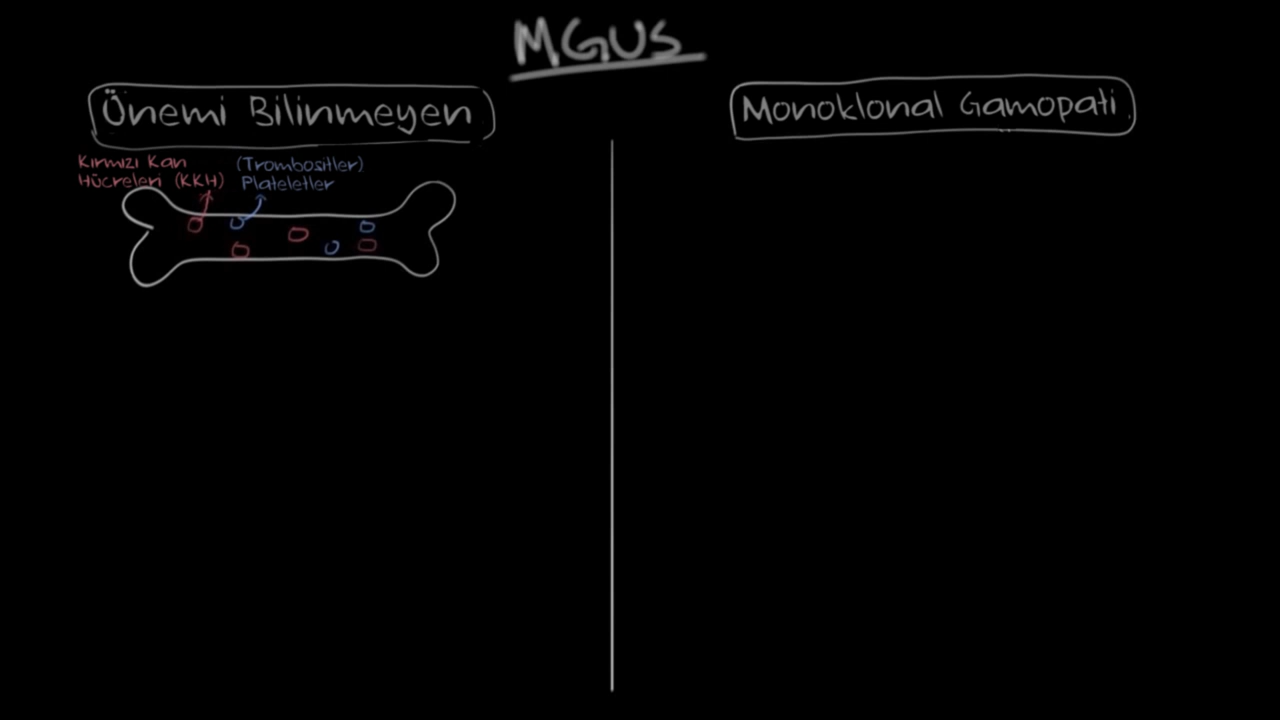 MGUS
Önemi Bilinmeyen
Monoklonal Gamopati
Kırmızı Kan
Hücreleri (KKH)
(Trombositler)
Plateletler